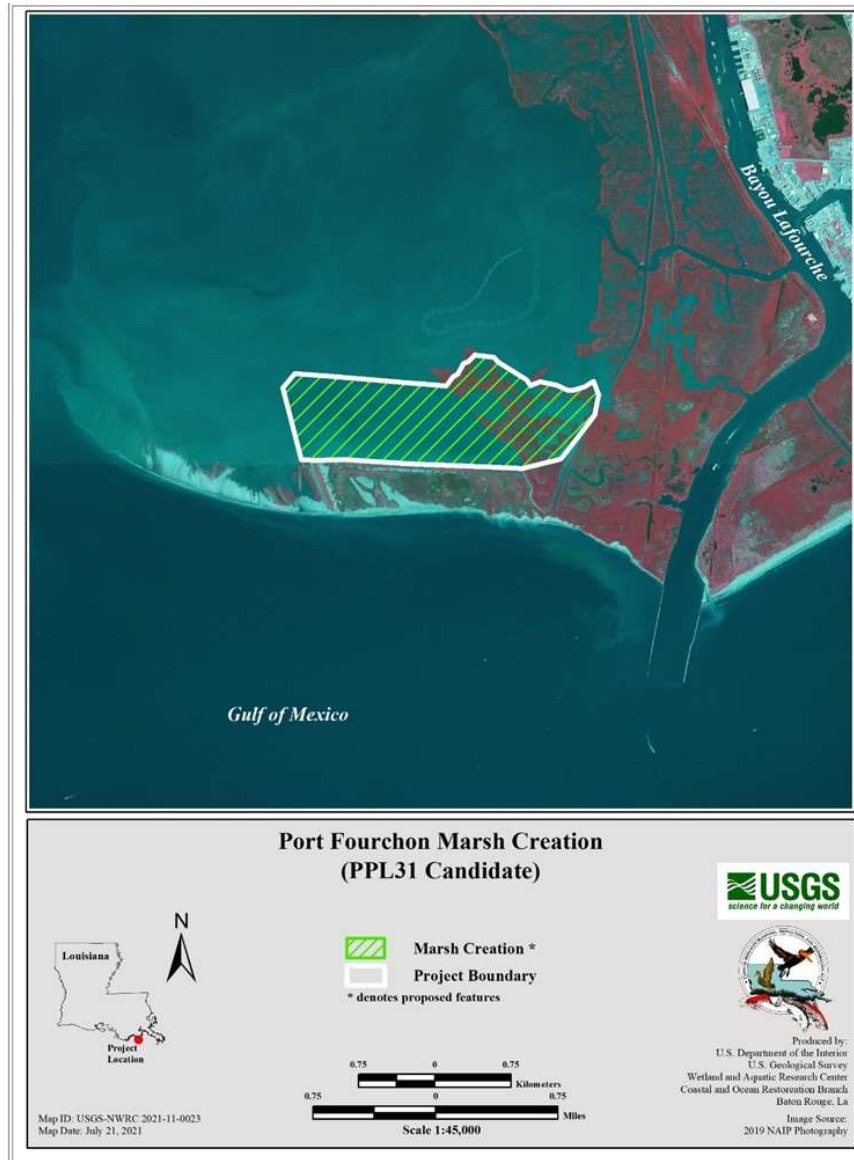 Bayou Lafourche
Gulf of Mexico
Port Fourchon Marsh Creation
(PPL31 Candidate)
USGS
science for a changing world
N
Louisiana
Project
Location
Marsh Creation *
Project Boundary
* denotes proposed features
0.75 0 0.75
Kilometers
0.75 0 0.75
Miles
Scale 1:45,000
Map ID: USGS-NWRC 2021-11-0023
Map Date: July 21, 2021
Produced by:
U.S. Department of the Interior
U.S. Geological Survey
Wetland and Aquatic Research Center
Coastal and Ocean Restoration Branch
Baton Rouge, La
Image Source:
2019 NAIP Photography